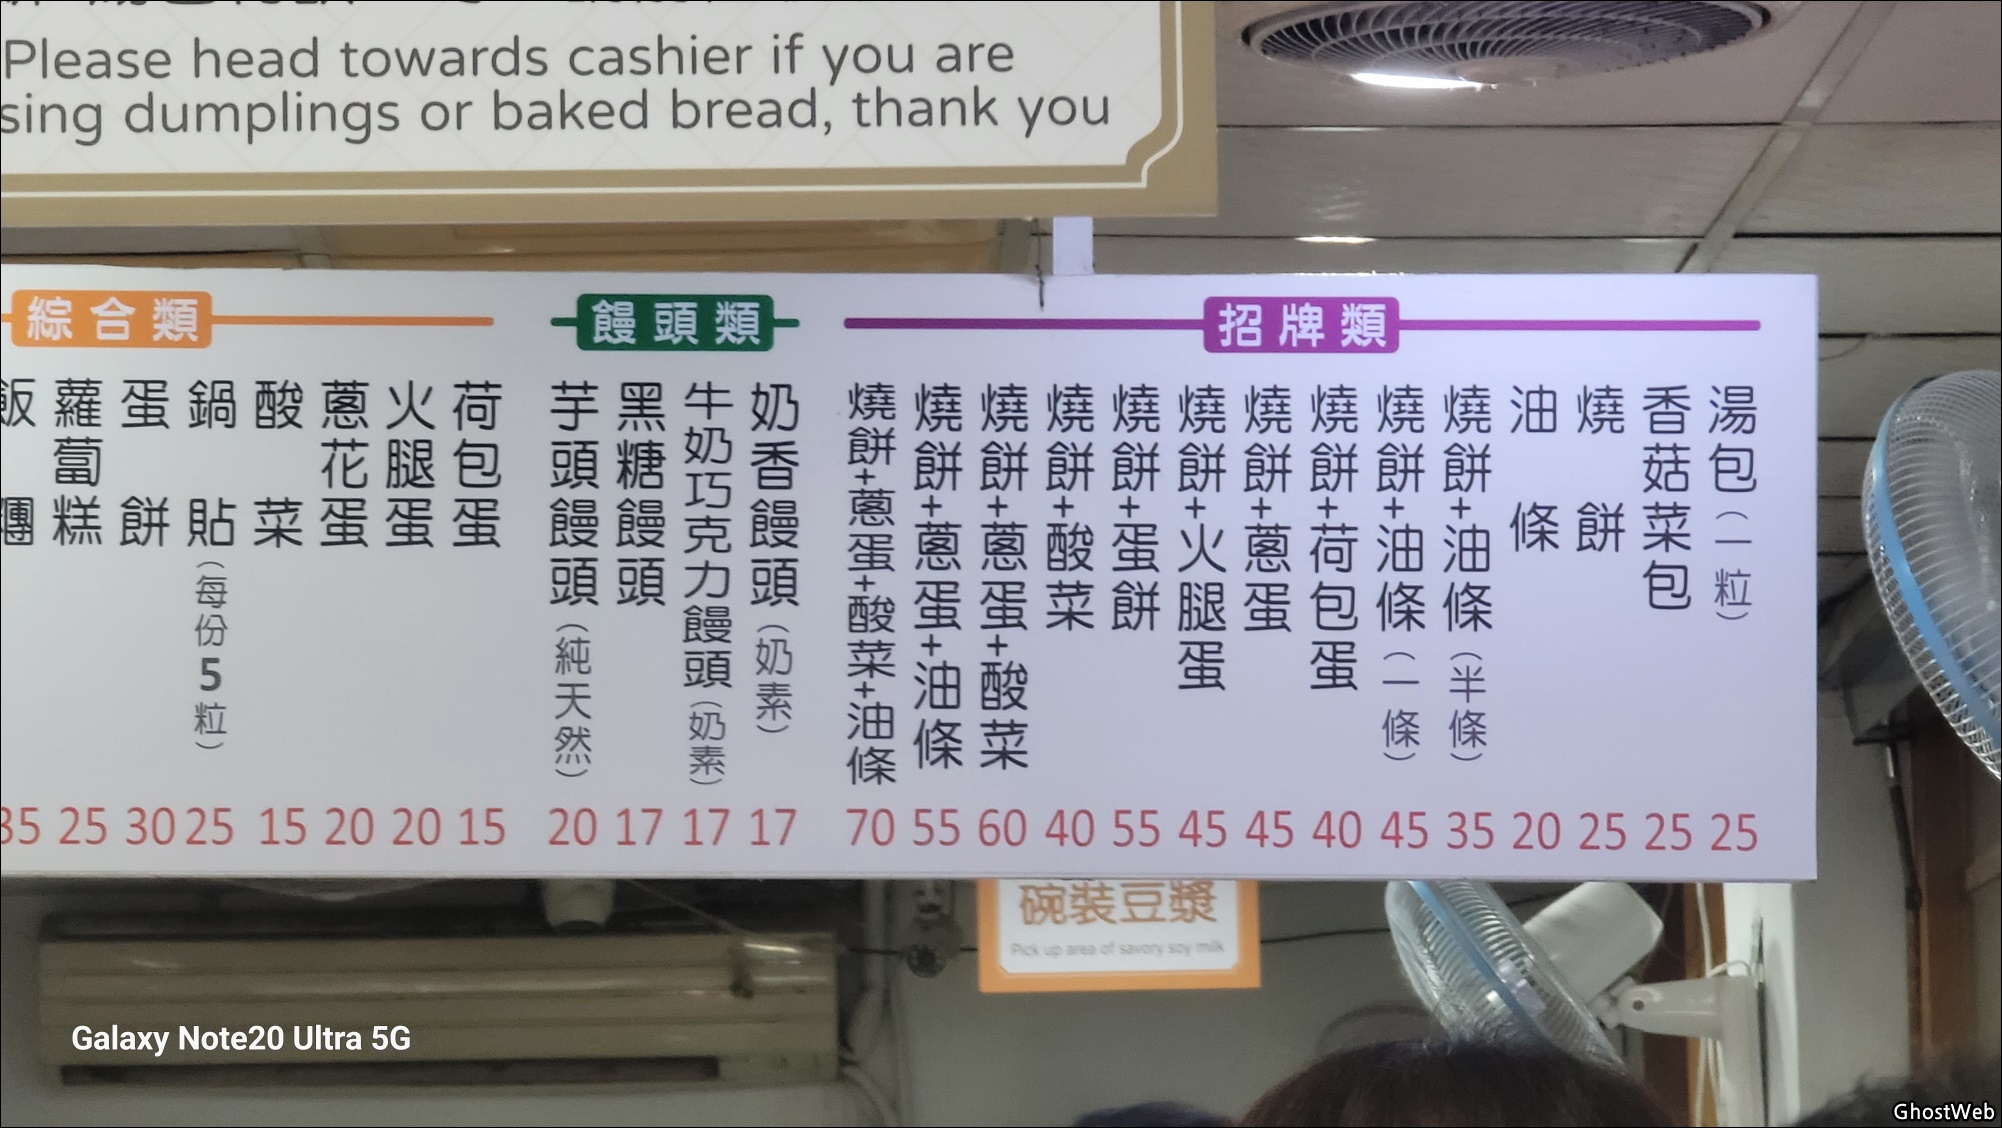 Please head towards cashier if you are
sing dumplings or baked bread, thank you
招牌類
湯包(一粒) 25
香菇菜包 25
燒餅 25
油條 20
燒餅+油條(半條) 35
燒餅+油條(一條) 45
燒餅+荷包蛋 40
燒餅+蔥蛋 45
燒餅+火腿蛋 45
燒餅+蛋餅 55
燒餅+酸菜 40
燒餅+蔥蛋+酸菜 60
燒餅+蔥蛋+油條 55
燒餅+蔥蛋+酸菜+油條 70
饅頭類
奶香饅頭(奶素) 17
牛奶巧克力饅頭(奶素) 17
黑糖饅頭 17
芋頭饅頭(純天然) 20
綜合類
荷包蛋 15
火腿蛋 20
蔥花蛋 20
酸菜 15
鍋貼(每份5粒) 25
蛋餅 30
蘿蔔糕 25
飯糰 35
碗裝豆漿
Pick up area of savory soy milk
Galaxy Note20 Ultra 5G
GhostWeb